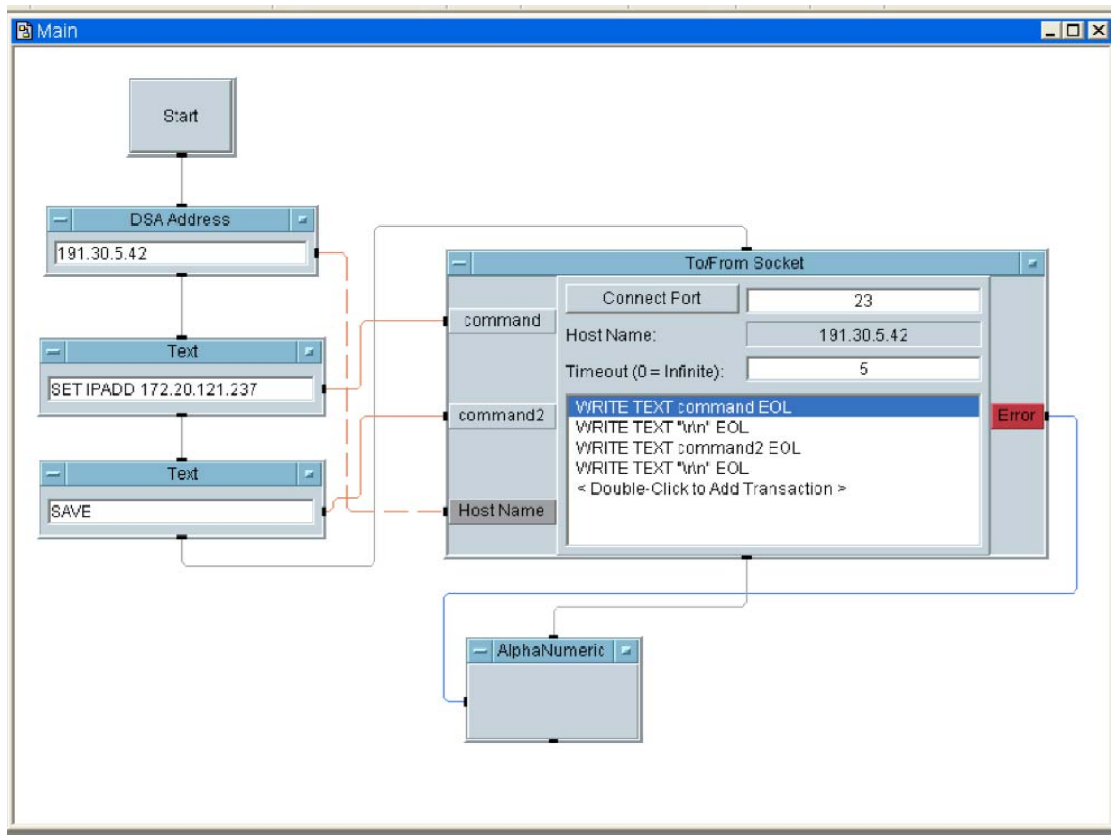 Main
Start
DSA Address
191.30.5.42
Text
SET IPADD 172.20.121.237
Text
SAVE
To/From Socket
Connect Port
23
command
Host Name:
191.30.5.42
Timeout (0 = Infinite):
5
command2
WRITE TEXT command EOL
WRITE TEXT "\r\n" EOL
WRITE TEXT command2 EOL
WRITE TEXT "\r\n" EOL
< Double-Click to Add Transaction >
Error
Host Name
AlphaNumeric